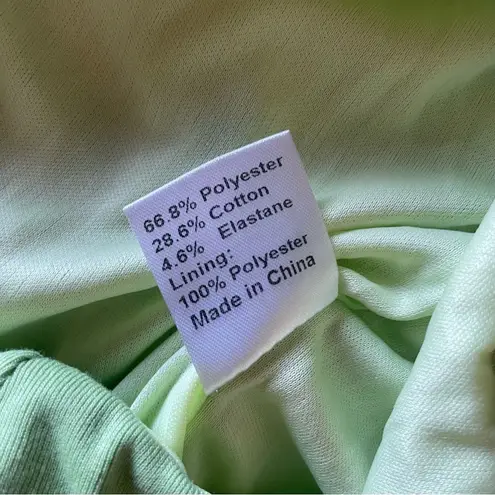 66.8% Polyester
28.6% Cotton
4.6% Elastane
Lining:
100% Polyester
Made in China